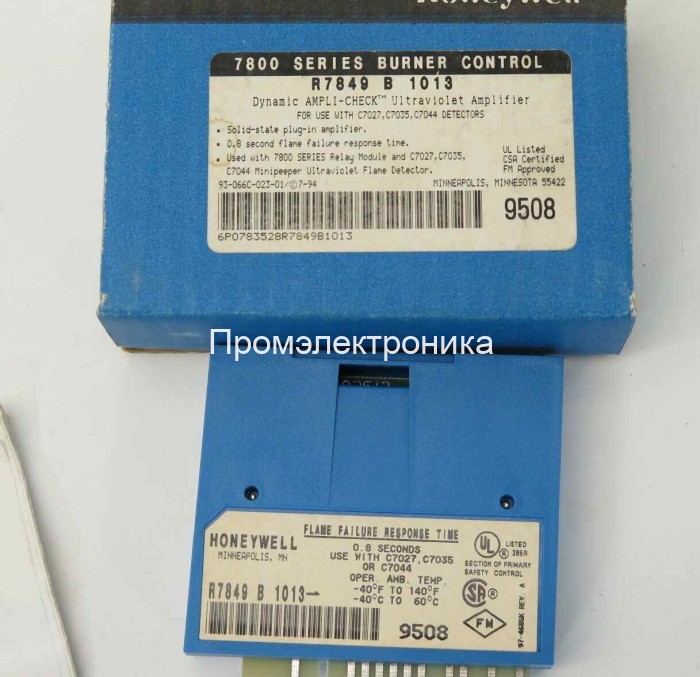 Honeywell
7800 SERIES BURNER CONTROL
R7849 B 1013
Dynamic AMPLI-CHECK™ Ultraviolet Amplifier
FOR USE WITH C7027,C7035,C7044 DETECTORS
• Solid-state plug-in amplifier.
• 0.8 second flame failure response time.
• Used with 7800 SERIES Relay Module and C7027,C7035,
C7044 Minipeeper Ultraviolet Flame Detector.
UL Listed
CSA Certified
FM Approved
93-066C-023-01/©7-94
MINNEAPOLIS, MINNESOTA 55422
9508
6P0783528R7849B1013
Промэлектроника
HONEYWELL
MINNEAPOLIS, MN
R7849 B 1013
FLAME FAILURE RESPONSE TIME
0.8 SECONDS
USE WITH C7027,C7035
OR C7044
OPER. AMB. TEMP.
-40°F TO 140°F
-40°C TO 60°C
9508
UL
LISTED
286R
SECTION OF PRIMARY
SAFETY CONTROL
SA
FM
REV. A